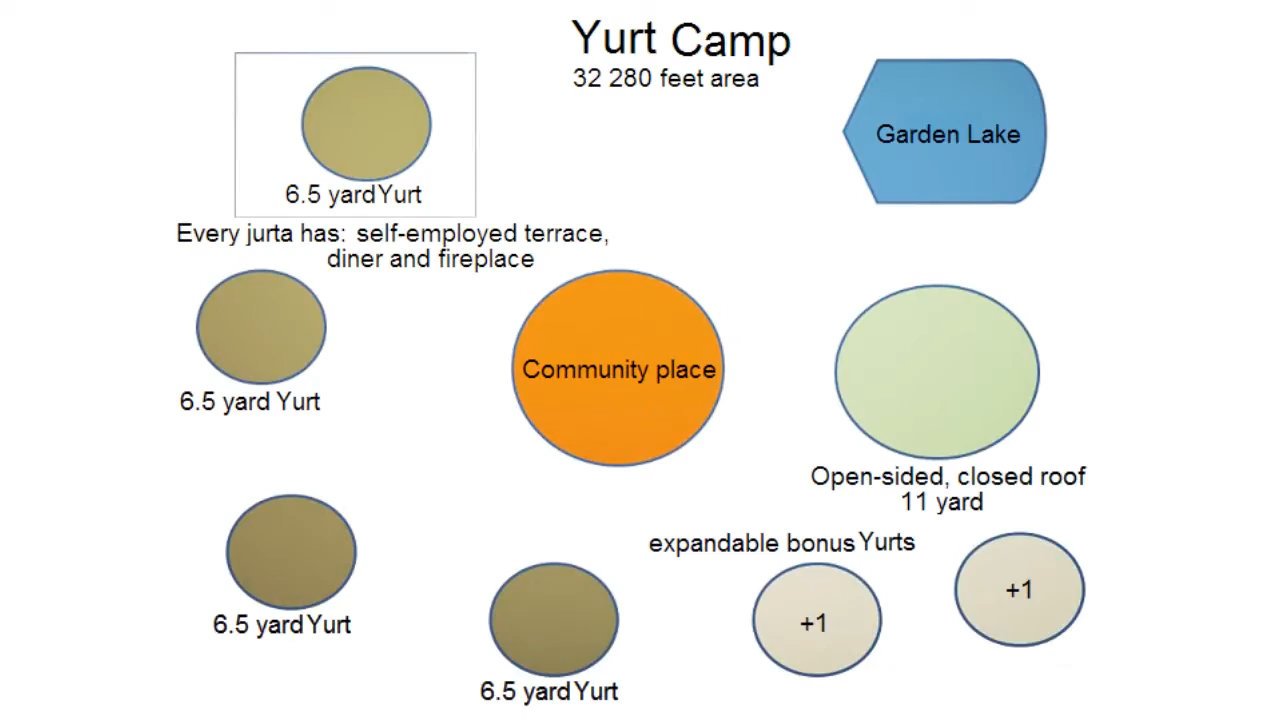 Yurt Camp
32 280 feet area
Garden Lake
6.5 yard Yurt
Every jurta has: self-employed terrace,
diner and fireplace
Community place
6.5 yard Yurt
Open-sided, closed roof
11 yard
expandable bonus Yurts
+1
+1
6.5 yard Yurt
6.5 yard Yurt